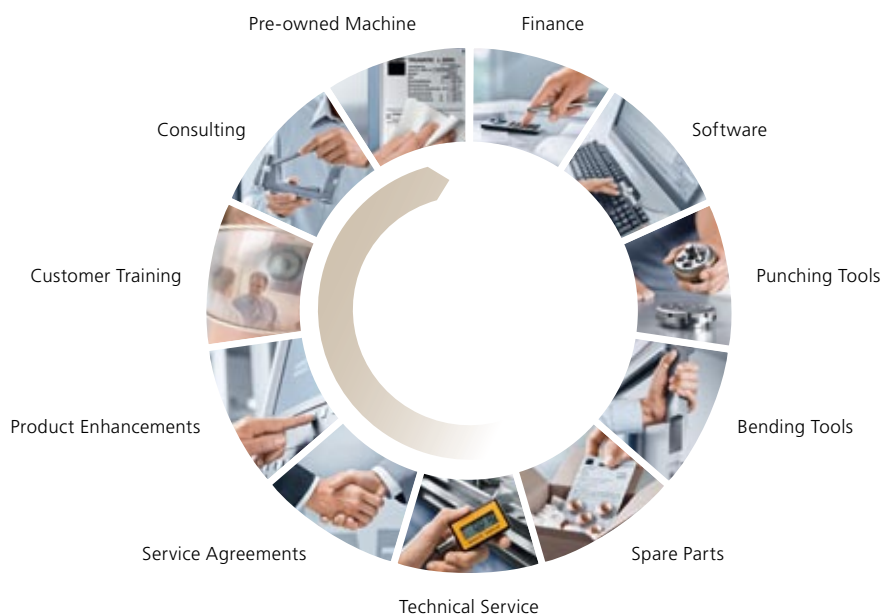 Pre-owned Machine
Finance
Consulting
Software
Customer Training
Punching Tools
Product Enhancements
Bending Tools
Service Agreements
Spare Parts
Technical Service